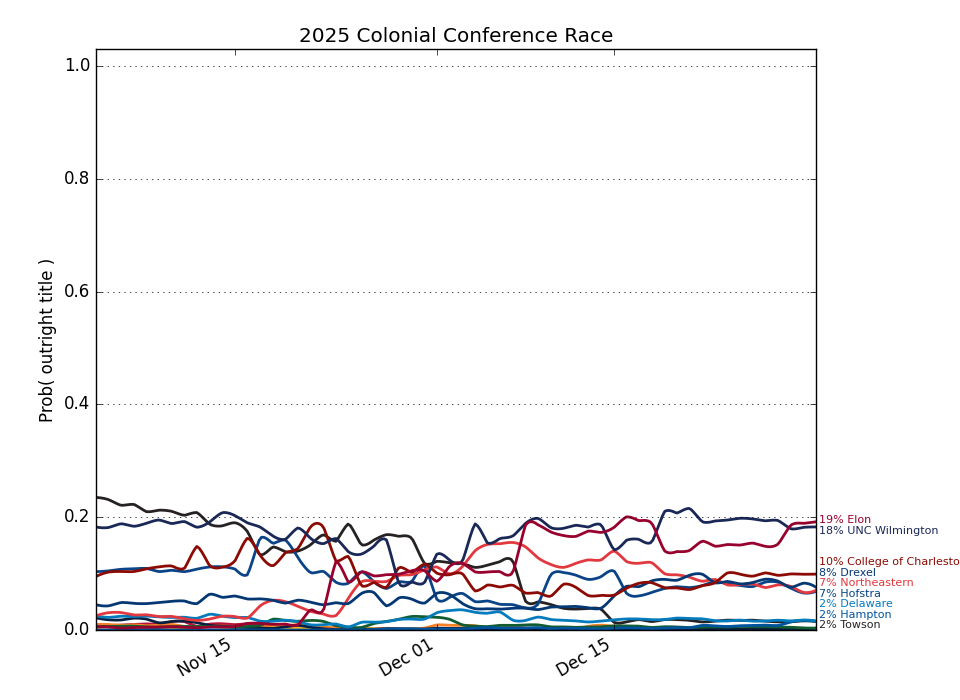 2025 Colonial Conference Race
Prob( outright title )
1.0
0.8
0.6
0.4
0.2
0.0
Nov 15
Dec 01
Dec 15
19% Elon
18% UNC Wilmington
10% College of Charlesto
8% Drexel
7% Northeastern
7% Hofstra
2% Delaware
2% Hampton
2% Towson